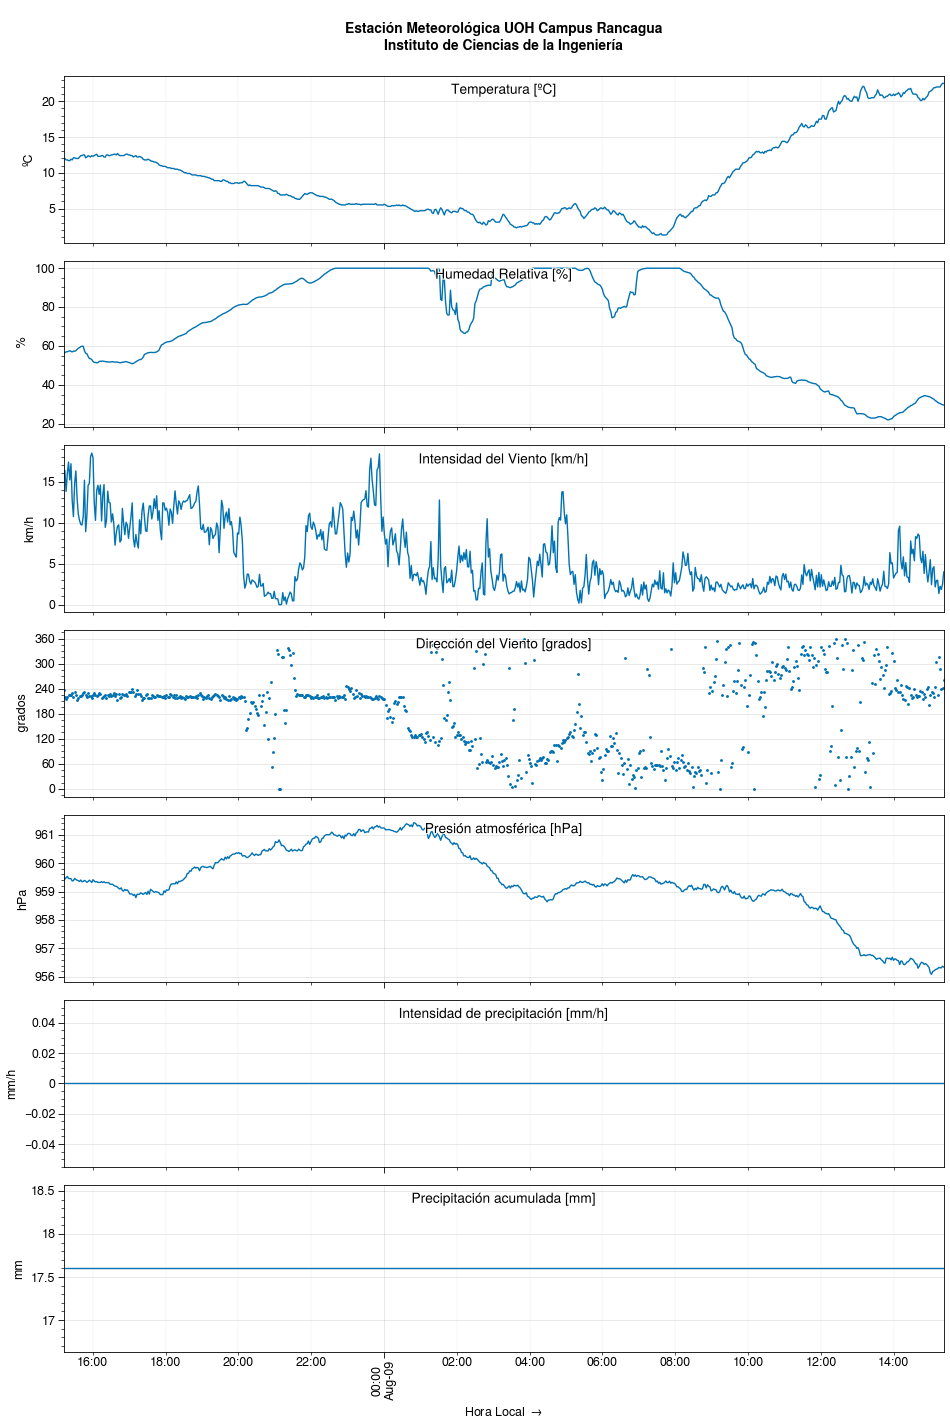 Estación Meteorológica UOH Campus Rancagua
Instituto de Ciencias de la Ingeniería
Temperatura [ºC]
ºC
20
15
10
5
Humedad Relativa [%]
%
100
80
60
40
20
Intensidad del Viento [km/h]
km/h
15
10
5
0
Dirección del Viento [grados]
grados
360
300
240
180
120
60
0
Presión atmosférica [hPa]
hPa
961
960
959
958
957
956
Intensidad de precipitación [mm/h]
mm/h
0.04
0.02
0
−0.02
−0.04
Precipitación acumulada [mm]
mm
18.5
18
17.5
17
16:00
18:00
20:00
22:00
00:00
Aug-09
02:00
04:00
06:00
08:00
10:00
12:00
14:00
Hora Local →